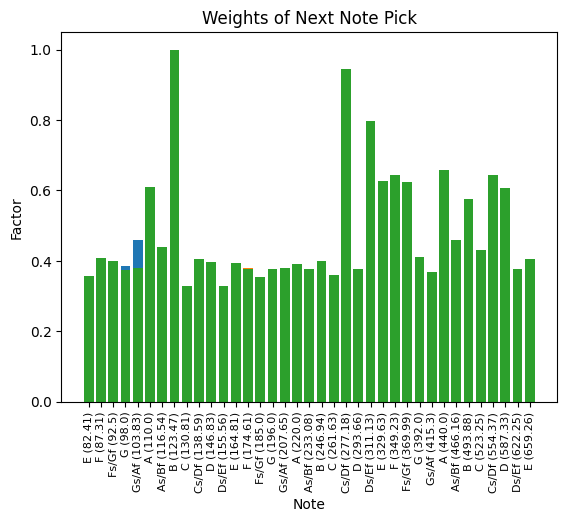 Weights of Next Note Pick
Factor
1.0
0.8
0.6
0.4
0.2
0.0
E (82.41)
F (87.31)
Fs/Gf (92.5)
G (98.0)
Gs/Af (103.83)
A (110.0)
As/Bf (116.54)
B (123.47)
C (130.81)
Cs/Df (138.59)
D (146.83)
Ds/Ef (155.56)
E (164.81)
F (174.61)
Fs/Gf (185.0)
G (196.0)
Gs/Af (207.65)
A (220.0)
As/Bf (233.08)
B (246.94)
C (261.63)
Cs/Df (277.18)
D (293.66)
Ds/Ef (311.13)
E (329.63)
F (349.23)
Fs/Gf (369.99)
G (392.0)
Gs/Af (415.3)
A (440.0)
As/Bf (466.16)
B (493.88)
C (523.25)
Cs/Df (554.37)
D (587.33)
Ds/Ef (622.25)
E (659.26)
Note